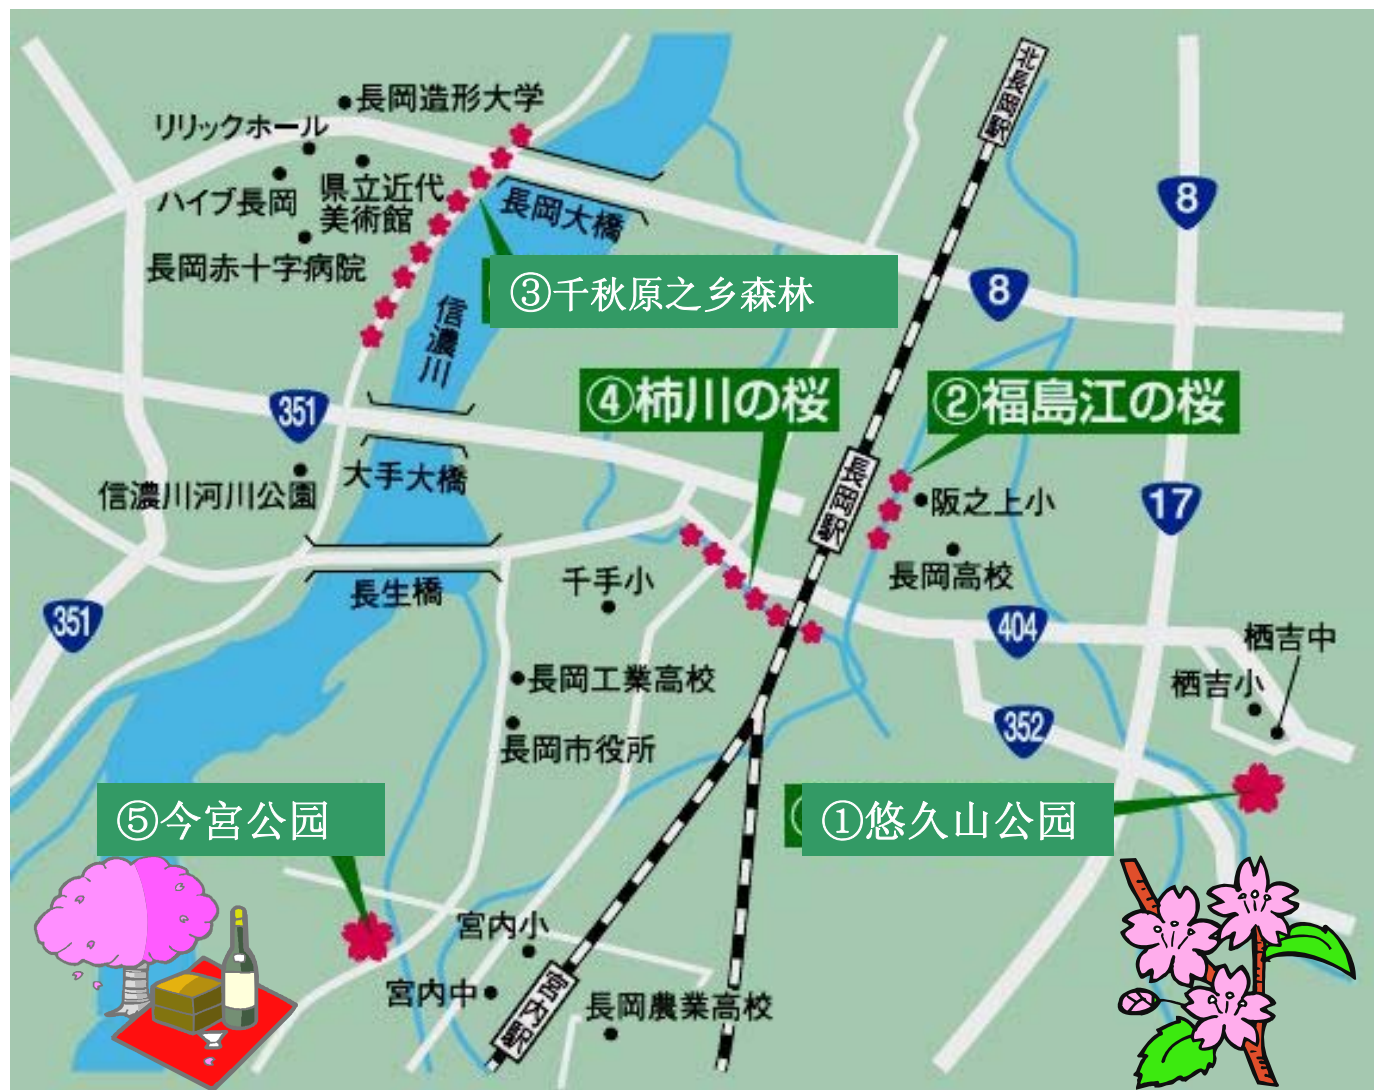 北長岡駅
長岡造形大学
リリックホール
ハイブ長岡
県立近代
美術館
長岡大橋
8
長岡赤十字病院
③千秋原之乡森林
8
信濃川
④柿川の桜
②福島江の桜
351
長岡駅
大手大橋
信濃川河川公園
阪之上小
17
長岡高校
千手小
長生橋
351
404
栖吉中
栖吉小
長岡工業高校
352
長岡市役所
⑤今宮公园
①悠久山公园
宮内小
宮内中
宮内駅
長岡農業高校